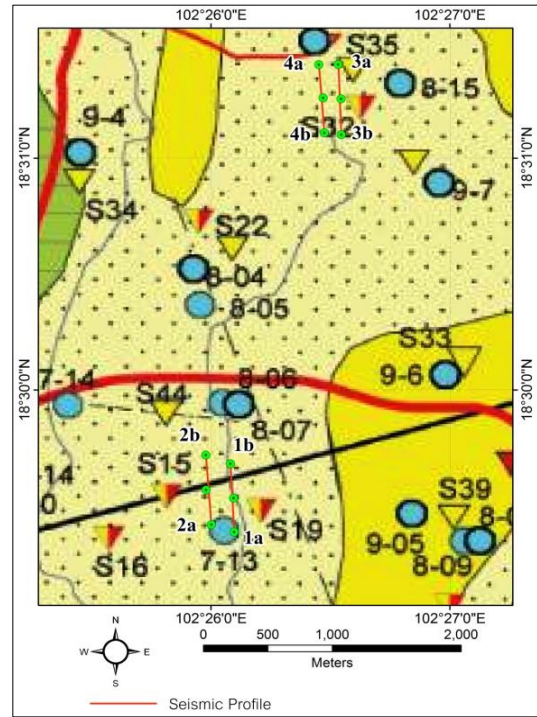 102°26'0"E 102°27'0"E
S35
4a 3a
8-15
9-4
S32
4b 3b
18°31'0"N 18°31'0"N
9-7
S34
S22
8-04
8-05
S33
9-6
18°30'0"N 18°30'0"N
7-14
S44
8-06
8-07
2b 1b
S15
14
0
S39
2a
S19
1a
9-05
7-13
8-09
S16
102°26'0"E 102°27'0"E
N
W E
S
0 500 1,000 2,000
Meters
Seismic Profile